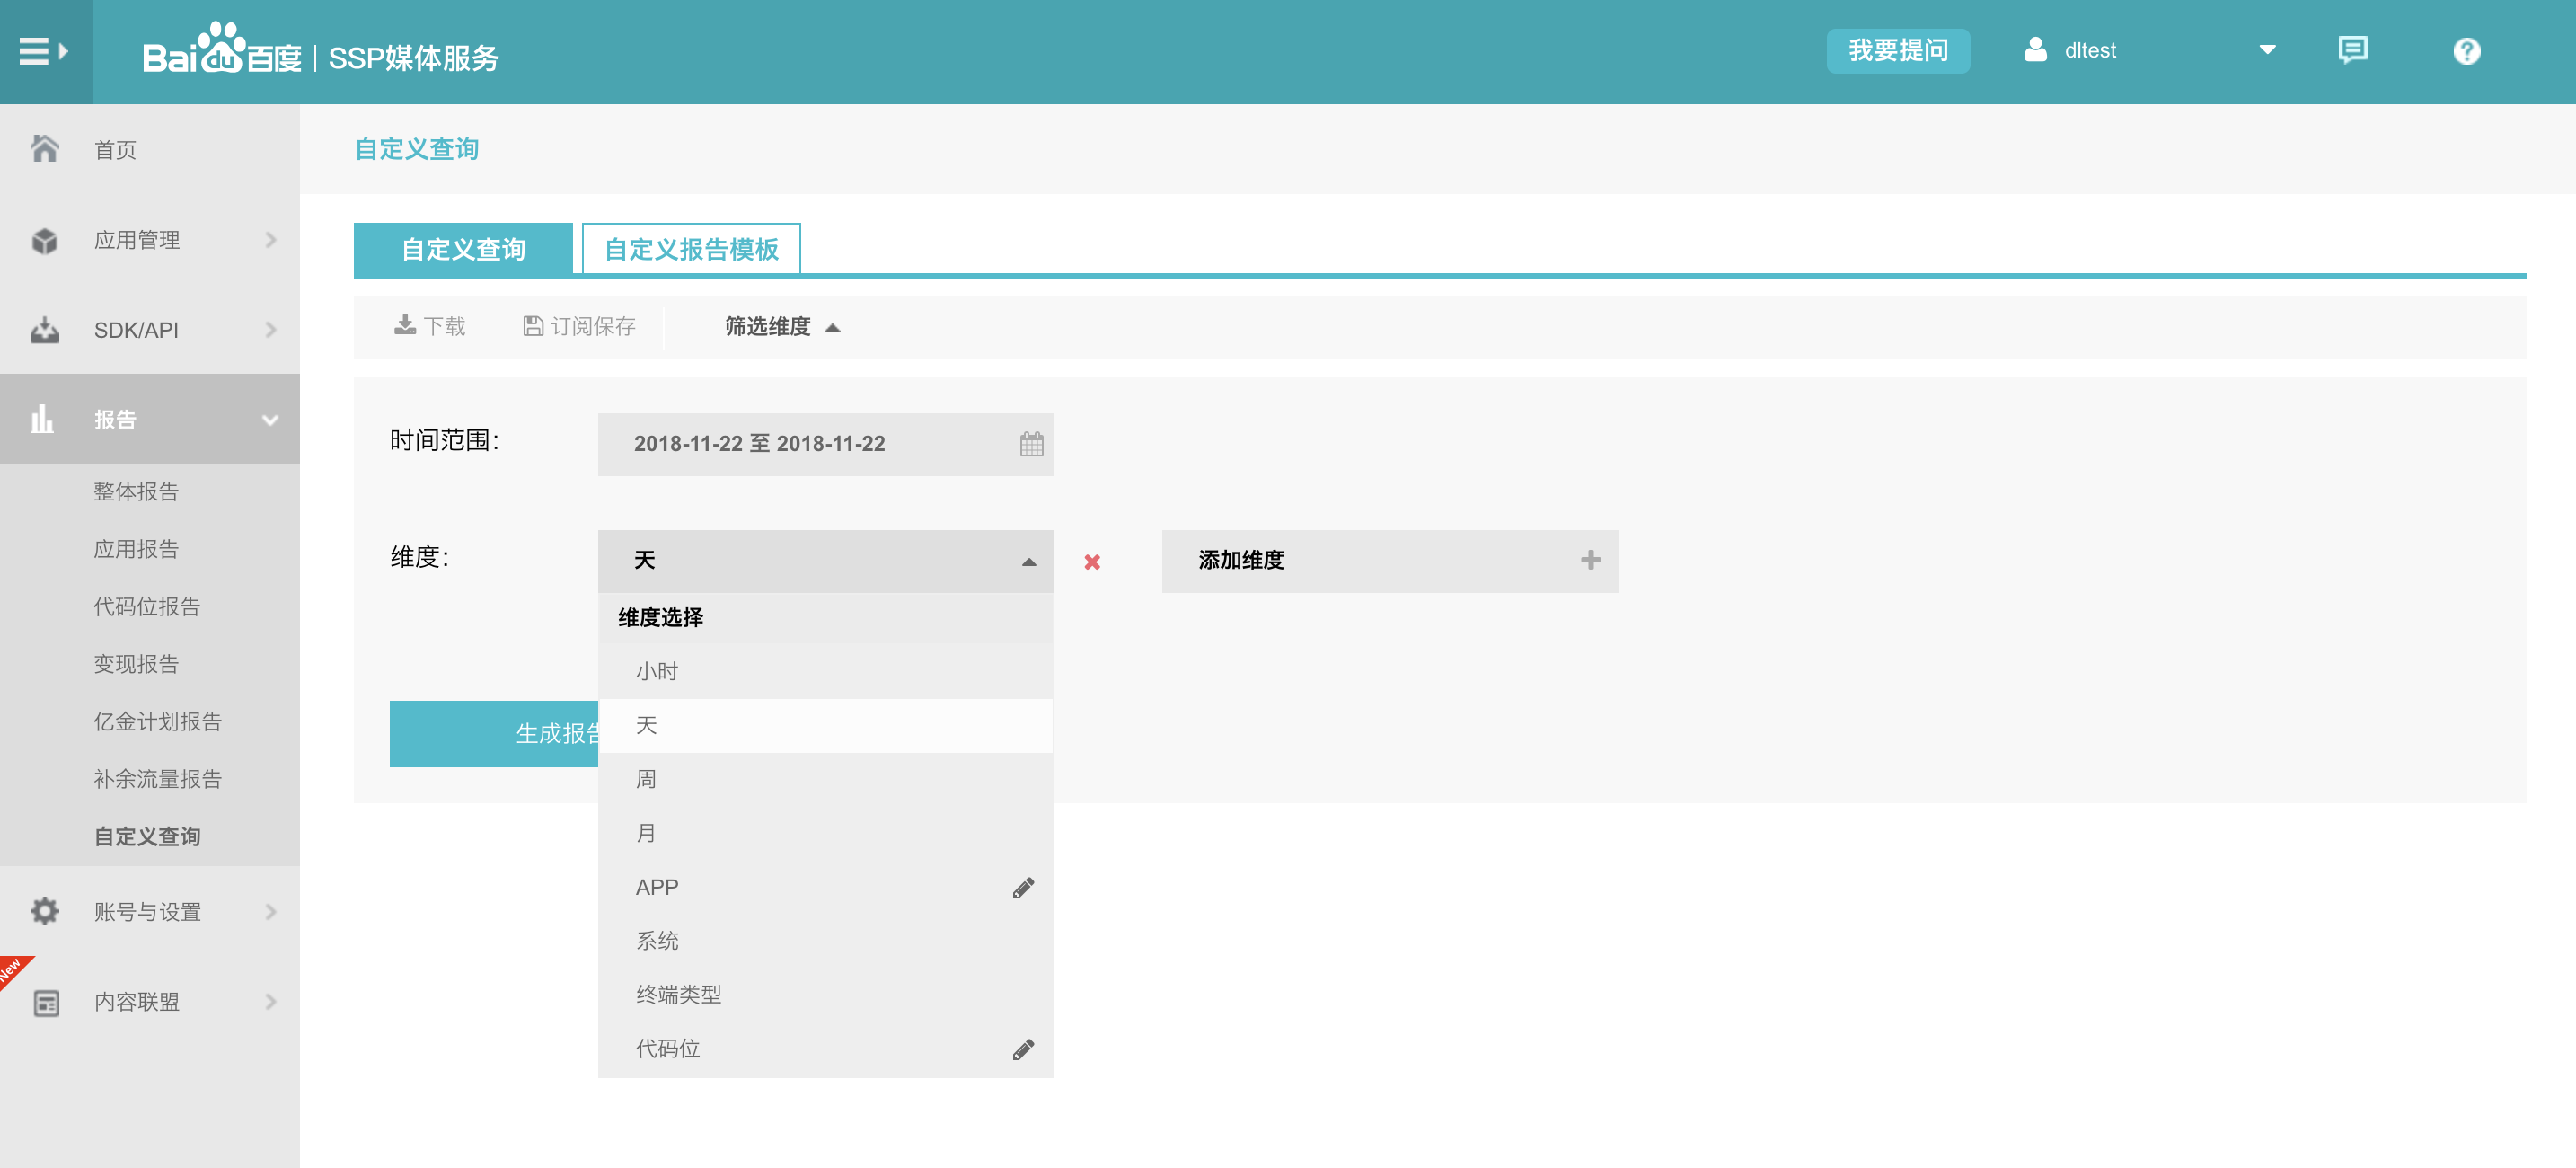 Bai du 百度 | SSP媒体服务
我要提问
dltest
首页
应用管理
SDK/API
报告
整体报告
应用报告
代码位报告
变现报告
亿金计划报告
补余流量报告
自定义查询
账号与设置
New
内容联盟
自定义查询
自定义查询
自定义报告模板
下载
订阅保存
筛选维度
时间范围：
2018-11-22 至 2018-11-22
维度：
天
添加维度
维度选择
小时
天
周
月
APP
系统
终端类型
代码位
生成报告